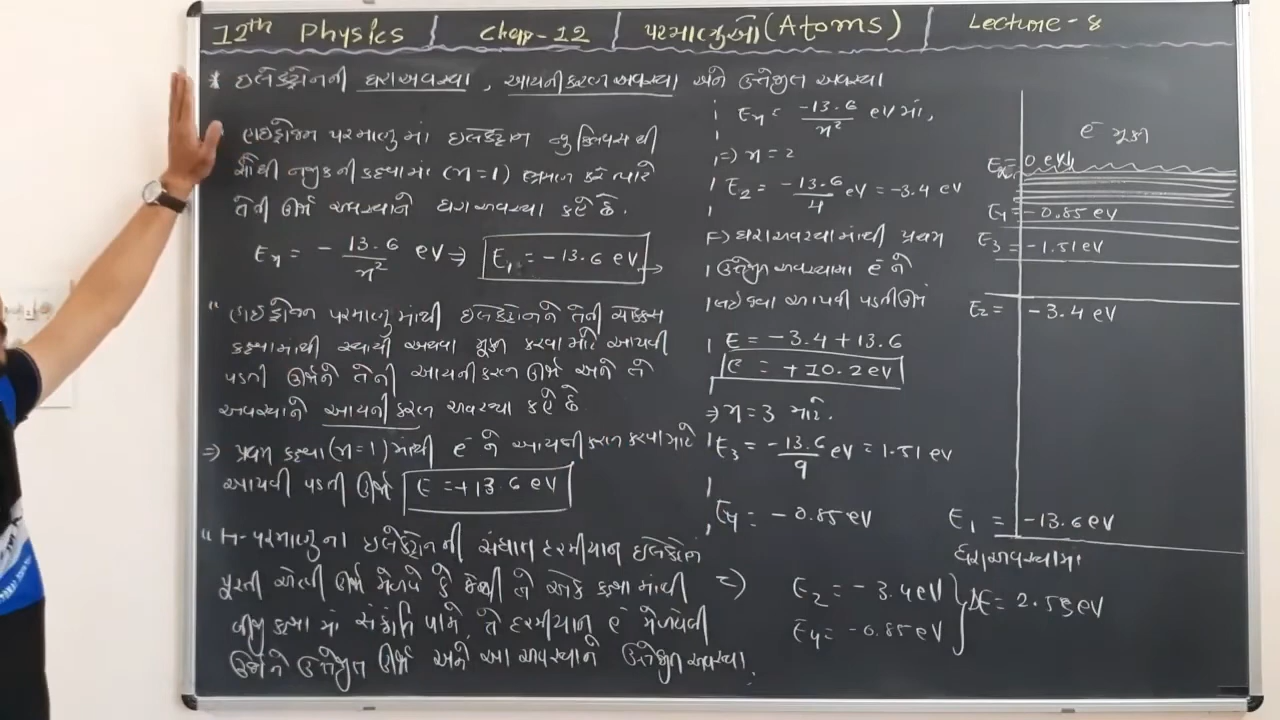 12th Physics | Chap-12 | પરમાણુઓ (Atoms) | Lecture-8
* ઇલેક્ટ્રોનની ધરાઅવસ્થા, આયનીકરણ અવસ્થા અને ઉત્તેજીત અવસ્થા
હાઇડ્રોજન પરમાણુમાં ઇલેક્ટ્રોન ન્યુક્લિયસથી
સૌથી નજીકની કક્ષામાં (n=1) ભ્રમણ કરે ત્યારે
તેની ઊર્જા અવસ્થાને ધરાઅવસ્થા કહે છે.
En = - 13.6/n² eV ⇒ E1 = -13.6 eV
" હાઇડ્રોજન પરમાણુમાંથી ઇલેક્ટ્રોનને તેની ચોક્કસ
કક્ષામાંથી સ્થાયી અથવા મુક્ત કરવા માટે આપવી
પડતી ઊર્જાને તેની આયનીકરણ ઊર્જા અને તે
અવસ્થાને આયનીકરણ અવસ્થા કહે છે.
⇒ પ્રથમ કક્ષા (n=1) માંથી e⁻ ને આયનીકરણ કરવા માટે
આપવી પડતી ઊર્જા E = +13.6 eV
" H-પરમાણુના ઇલેક્ટ્રોનની સંઘાત દરમીયાન ઇલેક્ટ્રોન
પૂરતી એટલી ઊર્જા મેળવે કે જેથી તે એક કક્ષામાંથી
બીજી કક્ષામાં સંક્રાંતિ પામે, તે દરમીયાન e⁻ મેળવેલી
ઊર્જાને ઉત્તેજીત ઊર્જા અને આ અવસ્થાને ઉત્તેજીત અવસ્થા.
En = -13.6/n² eV માં,
⇒ n = 2
E2 = -13.6/4 eV = -3.4 eV
⇒ ધરાઅવસ્થામાંથી પ્રથમ
ઉત્તેજીત અવસ્થામાં e⁻ ને
લઇ જવા આપવી પડતી ઊર્જા
E = -3.4 + 13.6
E = +10.2 eV
⇒ n = 3 માટે.
E3 = -13.6/9 eV = 1.51 eV
E4 = -0.85 eV
⇒ E2 = -3.4 eV
E4 = -0.85 eV } ΔE = 2.55 eV
e⁻ મુક્ત
E∞ = 0 eV
E4 = -0.85 eV
E3 = -1.51 eV
E2 = -3.4 eV
E1 = -13.6 eV
ધરાઅવસ્થામાં